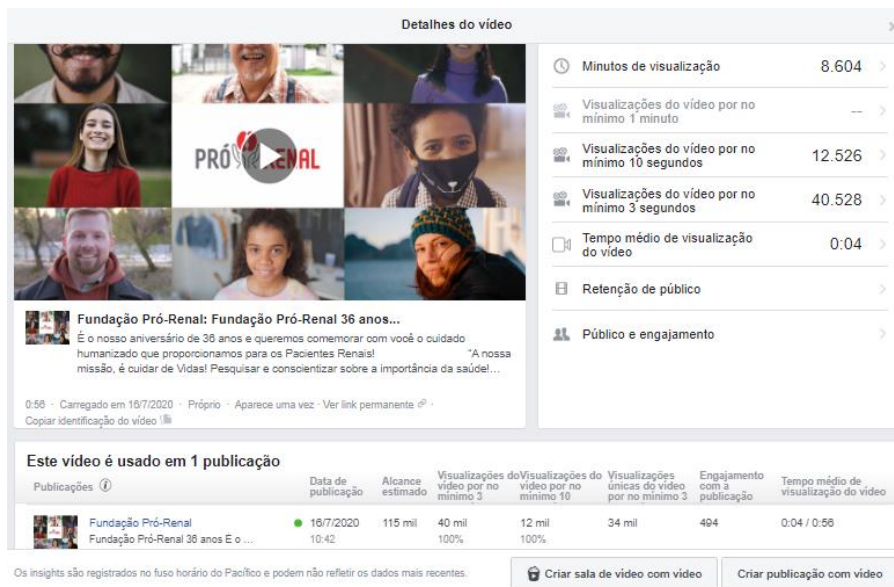 Detalhes do vídeo
PRÓ RENAL
Minutos de visualização 8.604
Visualizações do vídeo por no
mínimo 1 minuto --
Visualizações do vídeo por no
mínimo 10 segundos 12.526
Visualizações do vídeo por no
mínimo 3 segundos 40.528
Tempo médio de visualização
do vídeo 0:04
Retenção de público
Público e engajamento
Fundação Pró-Renal: Fundação Pró-Renal 36 anos...
É o nosso aniversário de 36 anos e queremos comemorar com você o cuidado
humanizado que proporcionamos para os Pacientes Renais! "A nossa
missão, é cuidar de Vidas! Pesquisar e conscientizar sobre a importância da saúde!...
0:56 · Carregado em 16/7/2020 · Próprio · Aparece uma vez · Ver link permanente ·
Copiar identificação do vídeo
Este vídeo é usado em 1 publicação
Publicações
Data de
publicação
Alcance
estimado
Visualizações do
vídeo por no
mínimo 3
Visualizações do
vídeo por no
mínimo 10
Visualizações
únicas do vídeo
por no mínimo 3
Engajamento
com a
publicação
Tempo médio de
visualização do vídeo
Fundação Pró-Renal 16/7/2020 115 mil 40 mil 12 mil 34 mil 494 0:04 / 0:56
Fundação Pró-Renal 36 anos É o ... 10:42 100% 100%
Os insights são registrados no fuso horário do Pacífico e podem não refletir os dados mais recentes.
Criar sala de vídeo com vídeo
Criar publicação com vídeo